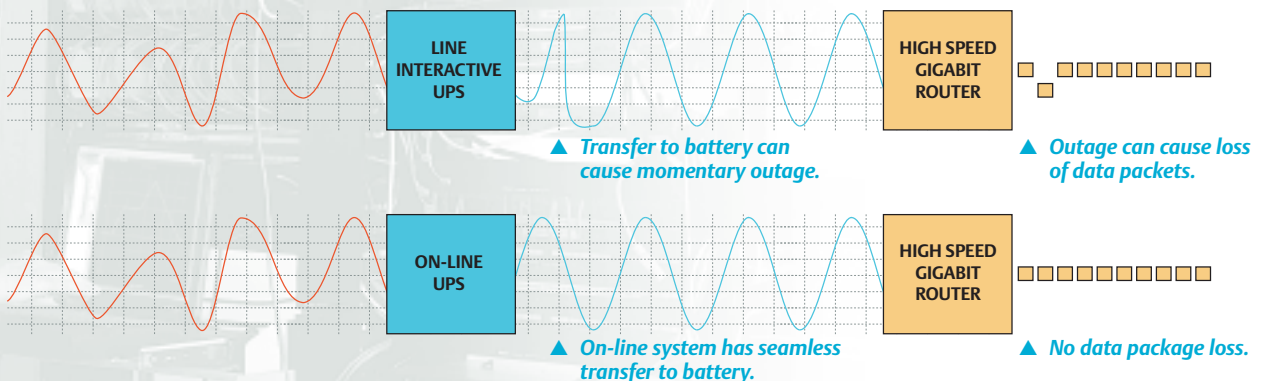 LINE
INTERACTIVE
UPS
HIGH SPEED
GIGABIT
ROUTER
▲ Transfer to battery can
cause momentary outage.
▲ Outage can cause loss
of data packets.
ON-LINE
UPS
HIGH SPEED
GIGABIT
ROUTER
▲ On-line system has seamless
transfer to battery.
▲ No data package loss.